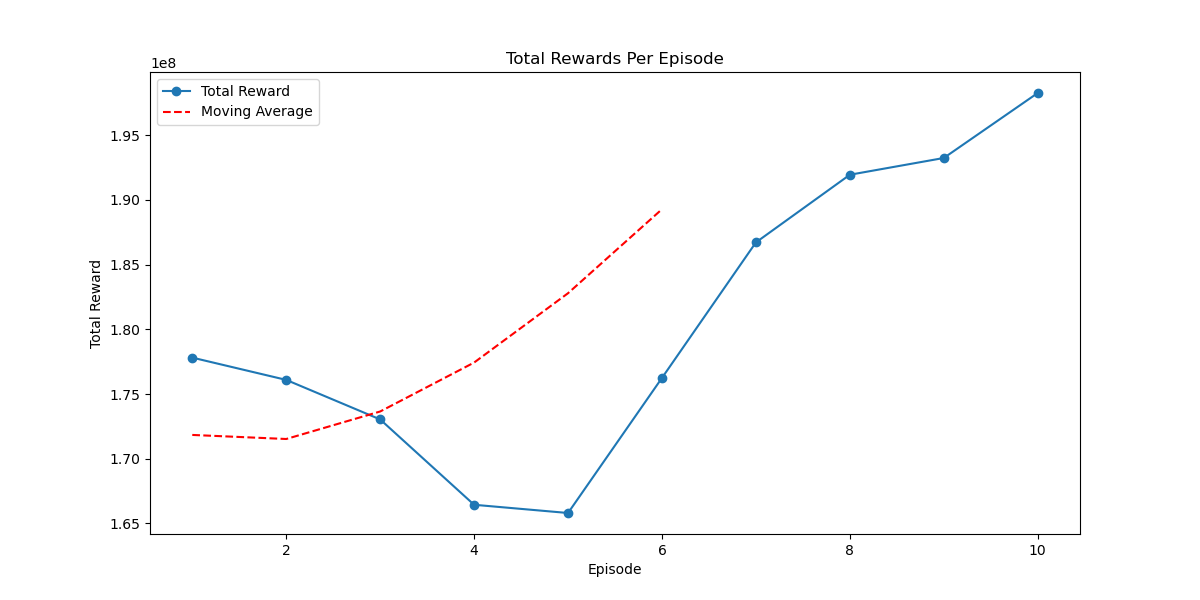 Total Rewards Per Episode
1e8
Total Reward
Moving Average
1.95
1.90
1.85
1.80
1.75
1.70
1.65
Total Reward
2 4 6 8 10
Episode